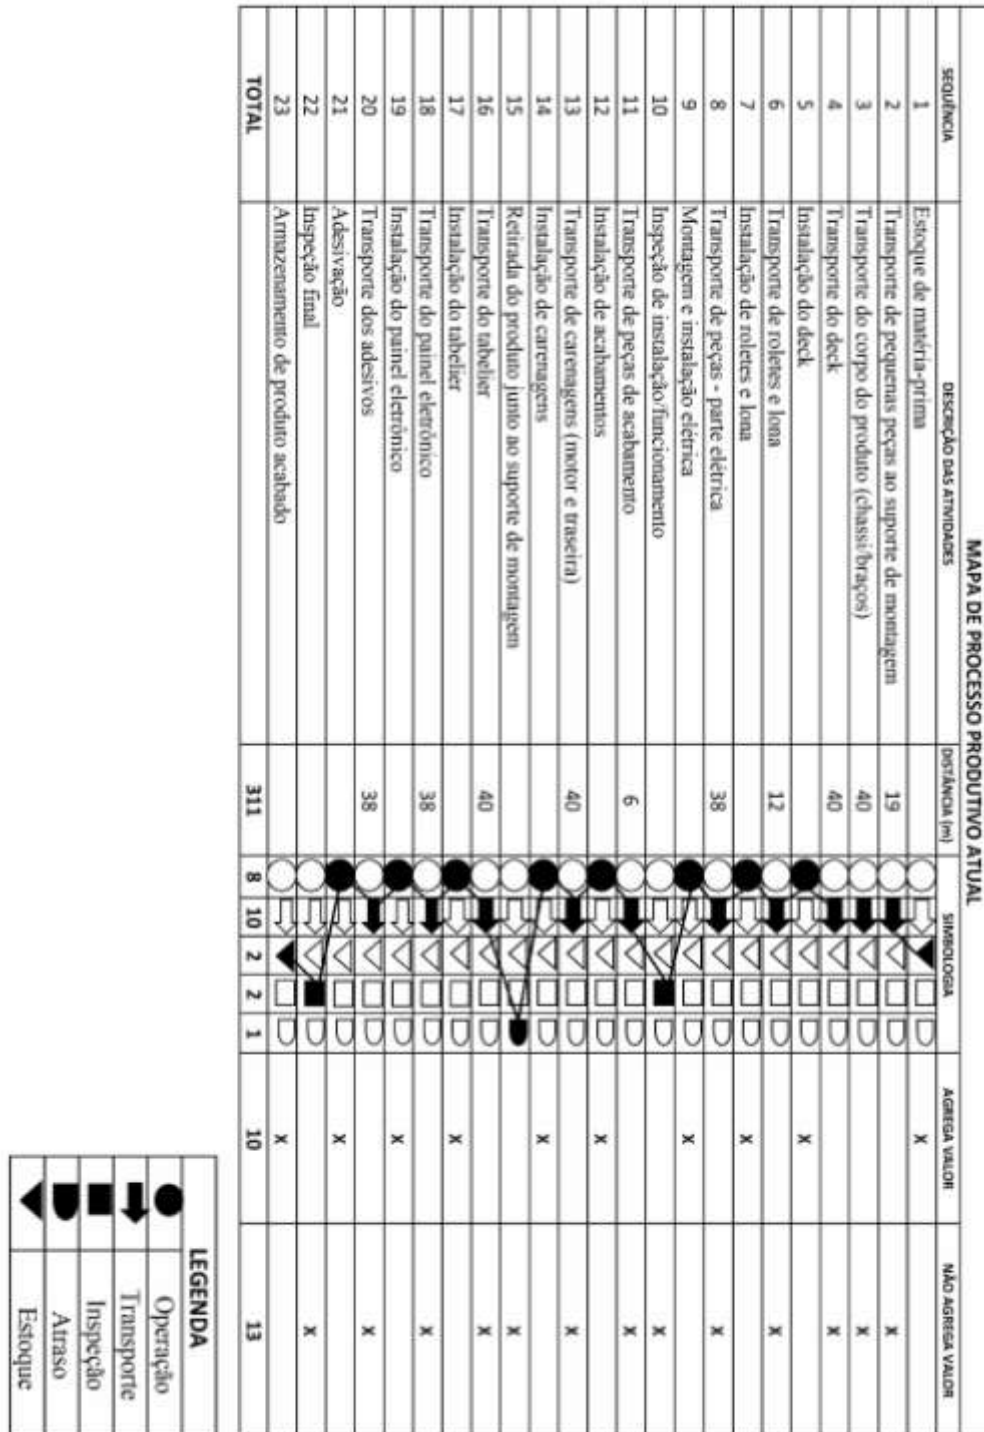 MAPA DE PROCESSO PRODUTIVO ATUAL
SEQUÊNCIA DESCRIÇÃO DAS ATIVIDADES DISTÂNCIA (m) SIMBOLOGIA AGREGA VALOR NÃO AGREGA VALOR
1 Estoque de matéria-prima X
2 Transporte de pequenas peças ao suporte de montagem 19 X
3 Transporte do corpo do produto (chassi/braços) 40 X
4 Transporte do deck 40 X
5 Instalação do deck X
6 Transporte de roletes e lona 12 X
7 Instalação de roletes e lona X
8 Transporte de peças - parte elétrica 38 X
9 Montagem e instalação elétrica X
10 Inspeção de instalação/funcionamento X
11 Transporte de peças de acabamento 6 X
12 Instalação de acabamentos X
13 Transporte de carenagens (motor e traseira) 40 X
14 Instalação de carenagens X
15 Retirada do produto junto ao suporte de montagem X
16 Transporte do tabelier 40 X
17 Instalação do tabelier X
18 Transporte do painel eletrônico 38 X
19 Instalação do painel eletrônico X
20 Transporte dos adesivos 38 X
21 Adesivação X
22 Inspeção final X
23 Armazenamento de produto acabado X
TOTAL 311 8 10 2 2 1 10 13
LEGENDA
Operação
Transporte
Inspeção
Atraso
Estoque